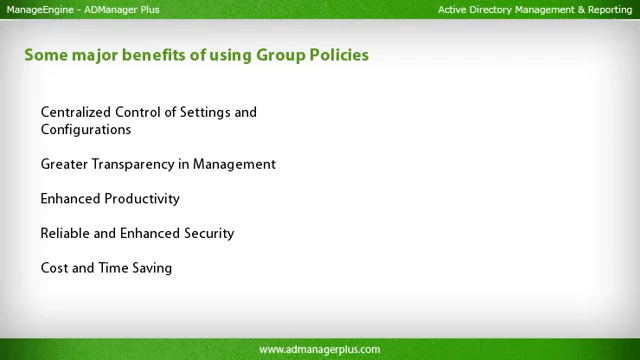 ManageEngine - ADManager Plus
Active Directory Management & Reporting
Some major benefits of using Group Policies
Centralized Control of Settings and
Configurations
Greater Transparency in Management
Enhanced Productivity
Reliable and Enhanced Security
Cost and Time Saving
www.admanagerplus.com